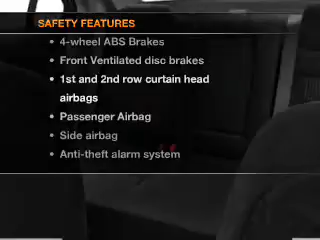 SAFETY FEATURES
• 4-wheel ABS Brakes
• Front Ventilated disc brakes
• 1st and 2nd row curtain head
airbags
• Passenger Airbag
• Side airbag
• Anti-theft alarm system